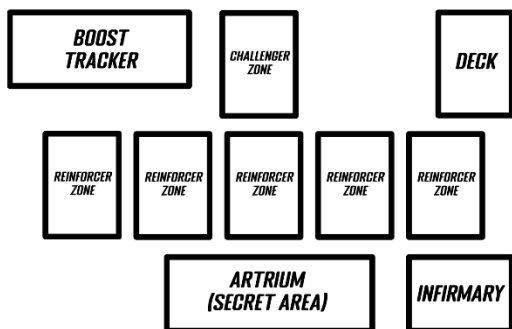 BOOST
TRACKER
CHALLENGER
ZONE
DECK
REINFORCER
ZONE
REINFORCER
ZONE
REINFORCER
ZONE
REINFORCER
ZONE
REINFORCER
ZONE
ARTRIUM
(SECRET AREA)
INFIRMARY